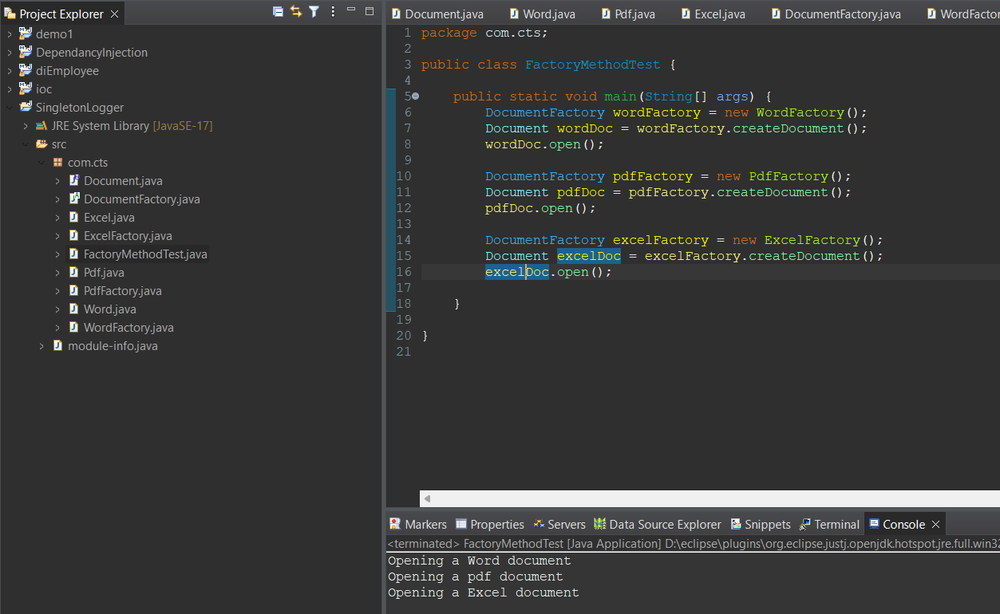 Project Explorer
demo1
DependancyInjection
diEmployee
ioc
SingletonLogger
JRE System Library [JavaSE-17]
src
com.cts
Document.java
DocumentFactory.java
Excel.java
ExcelFactory.java
FactoryMethodTest.java
Pdf.java
PdfFactory.java
Word.java
WordFactory.java
module-info.java
Document.java Word.java Pdf.java Excel.java DocumentFactory.java WordFactor
1 package com.cts;
2
3 public class FactoryMethodTest {
4
5 public static void main(String[] args) {
6 DocumentFactory wordFactory = new WordFactory();
7 Document wordDoc = wordFactory.createDocument();
8 wordDoc.open();
9
10 DocumentFactory pdfFactory = new PdfFactory();
11 Document pdfDoc = pdfFactory.createDocument();
12 pdfDoc.open();
13
14 DocumentFactory excelFactory = new ExcelFactory();
15 Document excelDoc = excelFactory.createDocument();
16 excelDoc.open();
17
18 }
19
20 }
21
Markers Properties Servers Data Source Explorer Snippets Terminal Console
<terminated> FactoryMethodTest [Java Application] D:\eclipse\plugins\org.eclipse.justj.openjdk.hotspot.jre.full.win32
Opening a Word document
Opening a pdf document
Opening a Excel document